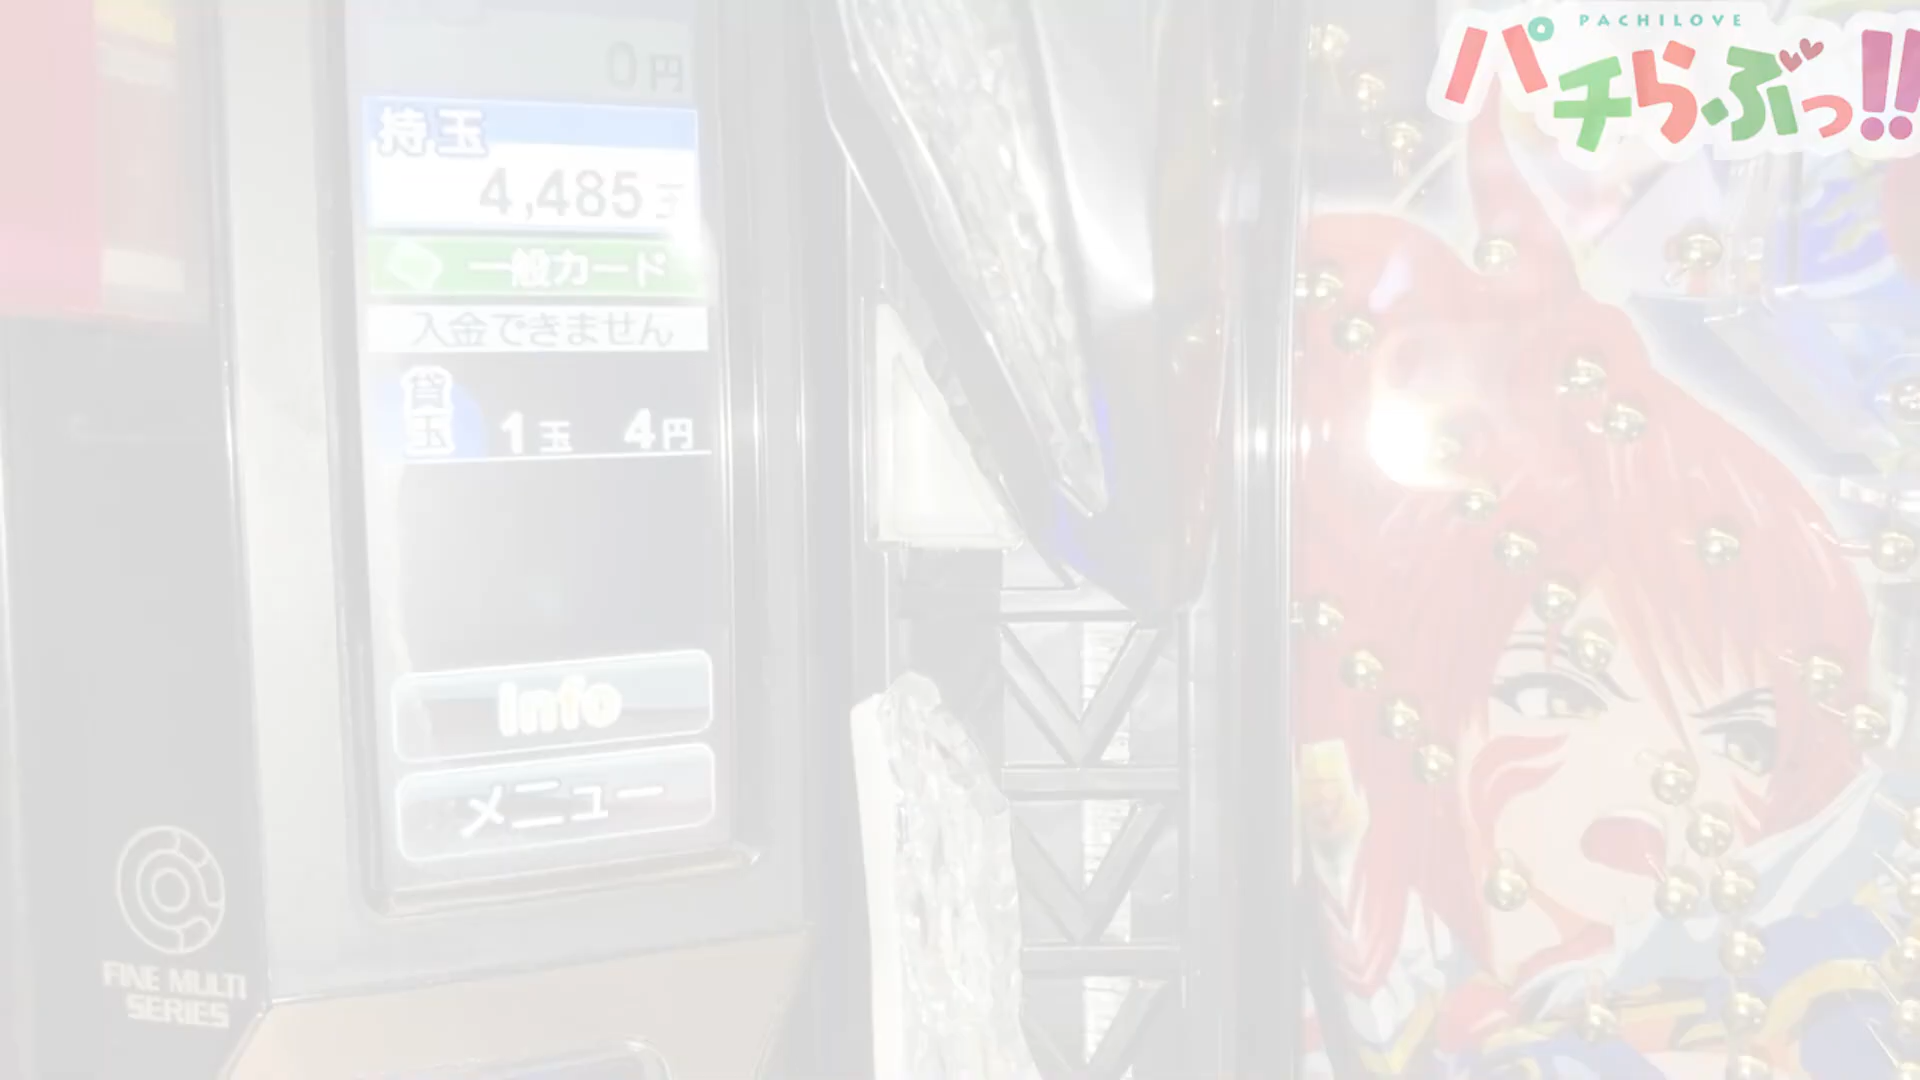 PACHILOVE
パチらぶっ!!
0円
持玉
4,485玉
一般カード
入金できません
貸玉
1玉 4円
Info
メニュー
FINE MULTI
SERIES